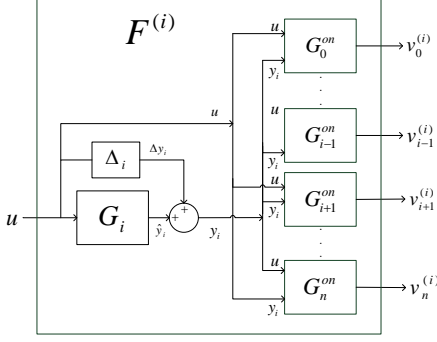 F^{(i)}
u
G_0^{on}
v_0^{(i)}
y_i
u
u
Δ_i
Δy_i
G_{i-1}^{on}
v_{i-1}^{(i)}
y_i
u
G_i
ŷ_i
+
+
y_i
u
G_{i+1}^{on}
v_{i+1}^{(i)}
y_i
u
G_n^{on}
v_n^{(i)}
y_i